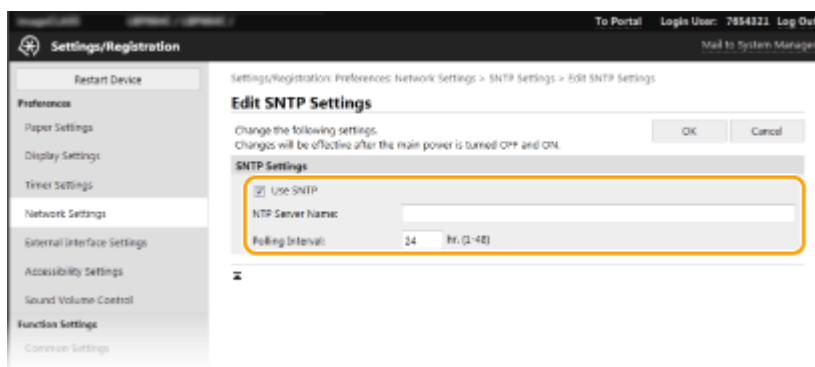 To Portal Login User: 7654321 Log Out
Settings/Registration
Mail to System Manager
Restart Device
Preferences
Paper Settings
Display Settings
Timer Settings
Network Settings
External Interface Settings
Accessibility Settings
Sound Volume Control
Function Settings
Common Settings
Settings/Registration: Preferences: Network Settings > SNTP Settings > Edit SNTP Settings
Edit SNTP Settings
Change the following settings.
Changes will be effective after the main power is turned OFF and ON.
OK
Cancel
SNTP Settings
Use SNTP
NTP Server Name:
Polling Interval: 24 hr. (1-48)